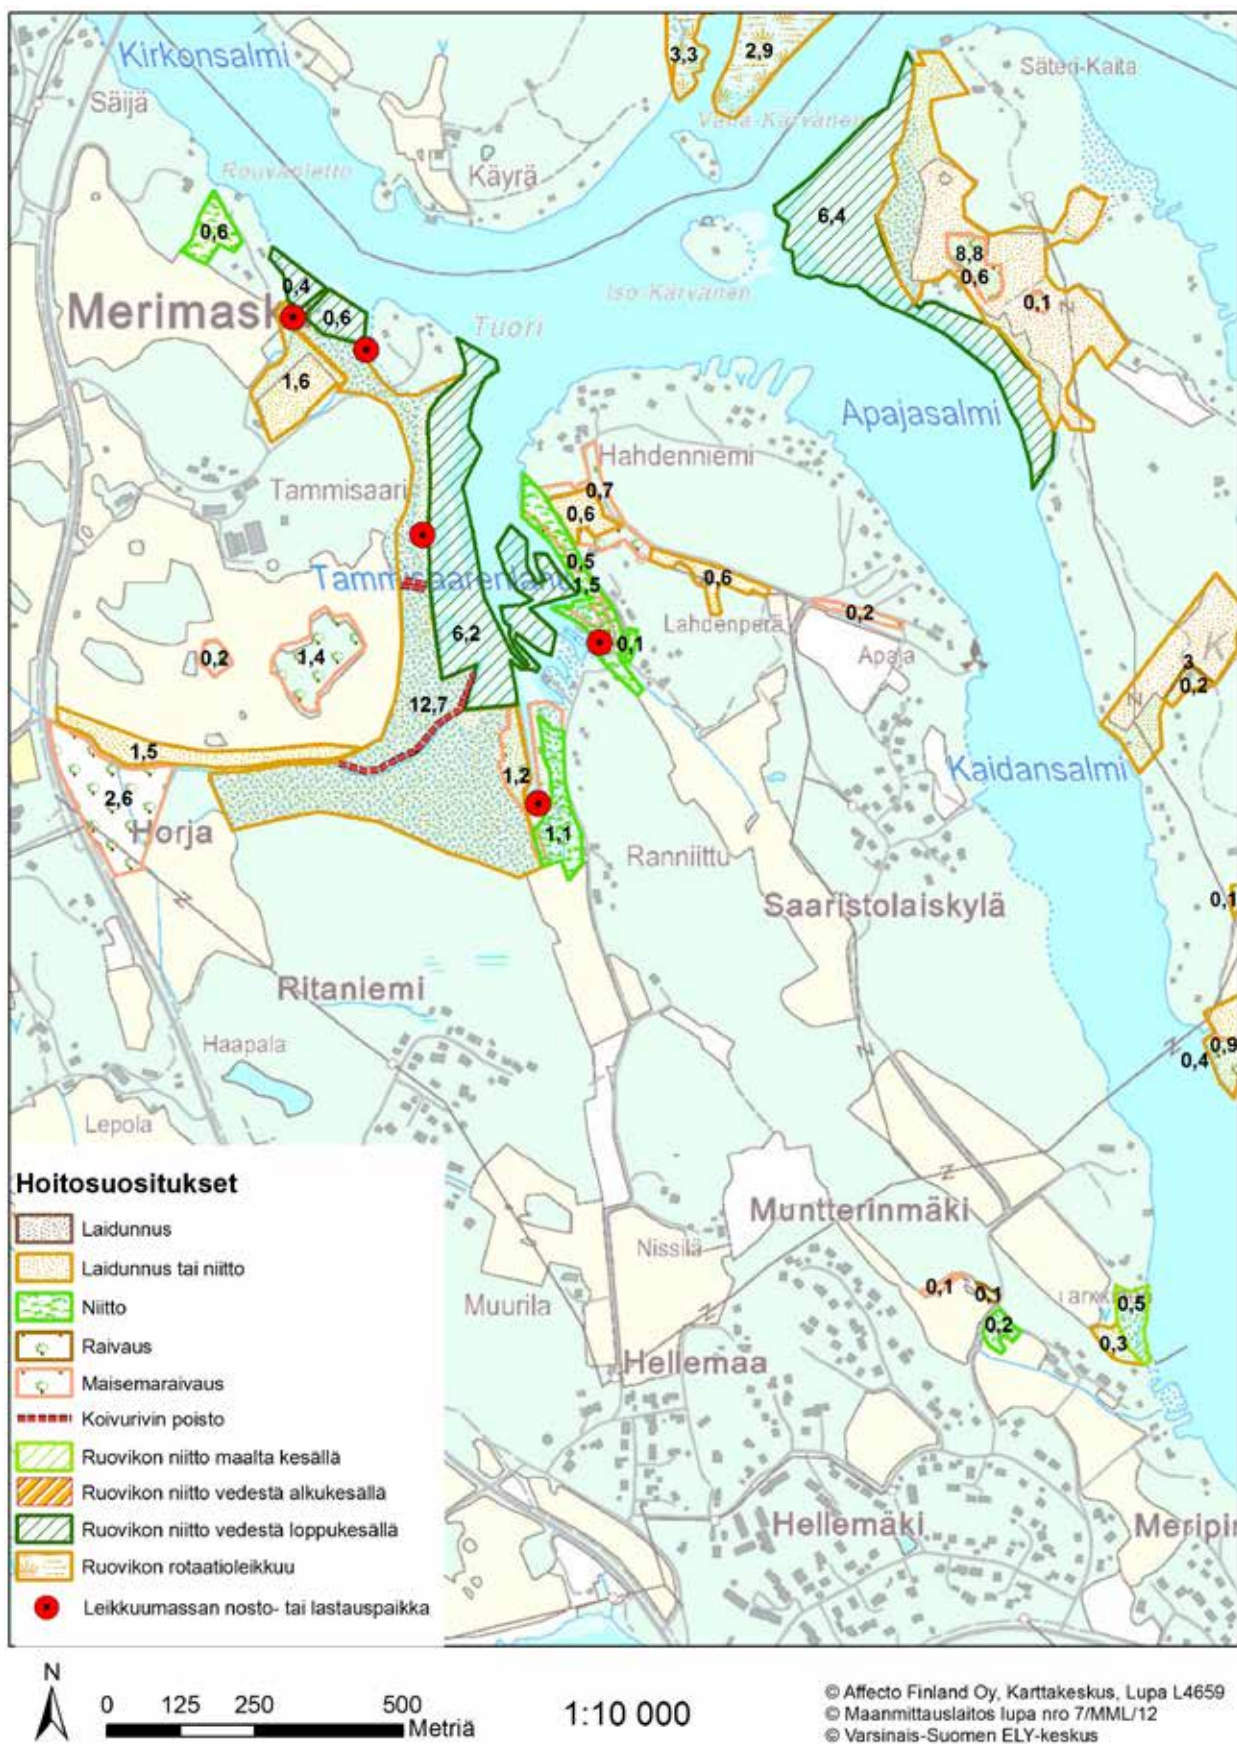 Kirkonsalmi
Säijä
Rouvanletto
Käyrä
3,3
2,9
Säteri-Kaita
0,6
6,4
8,8
0,6
0,1
0,4
0,6
Iso-Kärvänen
Tuori
1,6
Apajasalmi
Hahdenniemi
Tammisaari
0,7
0,6
0,5
1,5
0,6
0,2
Lahdenperä
Apaja
0,1
6,2
0,2
1,4
3
0,2
K
12,7
1,5
1,2
Kaidansalmi
2,6
Horja
1,1
Ranniittu
0,1
Saaristolaiskylä
Ritaniemi
Haapala
0,9
0,4
Lepola
Muntterinmäki
Nissilä
Muurila
0,1
0,1
0,5
0,2
0,3
Hellemaa
Hellemäki
Meripir
Hoitosuositukset
Laidunnus
Laidunnus tai niitto
Niitto
Raivaus
Maisemaraivaus
Koivurivin poisto
Ruovikon niitto maalta kesällä
Ruovikon niitto vedestä alkukesällä
Ruovikon niitto vedestä loppukesällä
Ruovikon rotaatioleikkuu
Leikkuumassan nosto- tai lastauspaikka
N
0 125 250 500
Metriä
1:10 000
© Affecto Finland Oy, Karttakeskus, Lupa L4659
© Maanmittauslaitos lupa nro 7/MML/12
© Varsinais-Suomen ELY-keskus